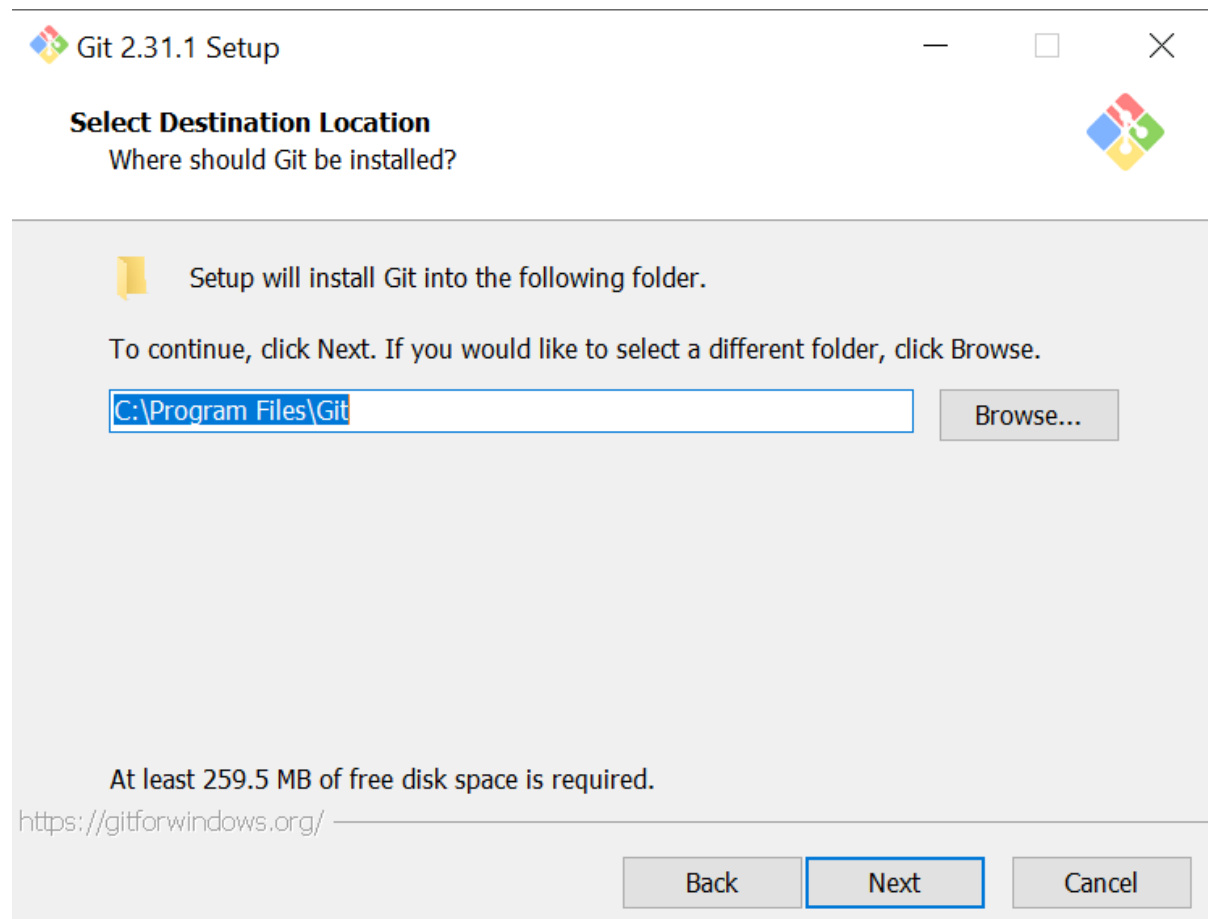 Git 2.31.1 Setup
Select Destination Location
Where should Git be installed?
Setup will install Git into the following folder.
To continue, click Next. If you would like to select a different folder, click Browse.
C:\Program Files\Git
Browse...
At least 259.5 MB of free disk space is required.
https://gitforwindows.org/
Back Next Cancel